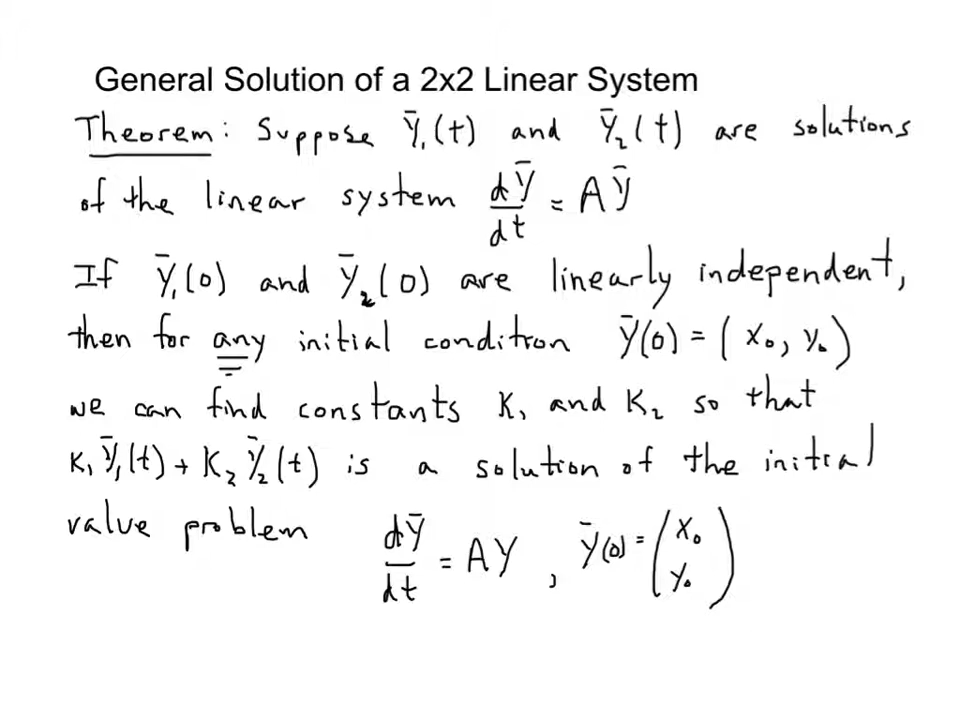 General Solution of a 2x2 Linear System
Theorem: Suppose Ȳ₁(t) and Ȳ₂(t) are solutions
of the linear system dȲ/dt = AȲ
If Ȳ₁(0) and Ȳ₂(0) are linearly independent,
then for any initial condition Ȳ(0) = (x₀, y₀)
we can find constants K₁ and K₂ so that
K₁Ȳ₁(t) + K₂Ȳ₂(t) is a solution of the initial
value problem dȲ/dt = AY, Ȳ(0) = (x₀ y₀)